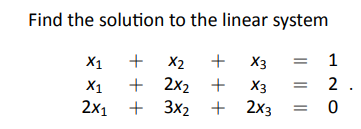 Find the solution to the linear system
x₁ + x₂ + x₃ = 1
x₁ + 2x₂ + x₃ = 2 .
2x₁ + 3x₂ + 2x₃ = 0